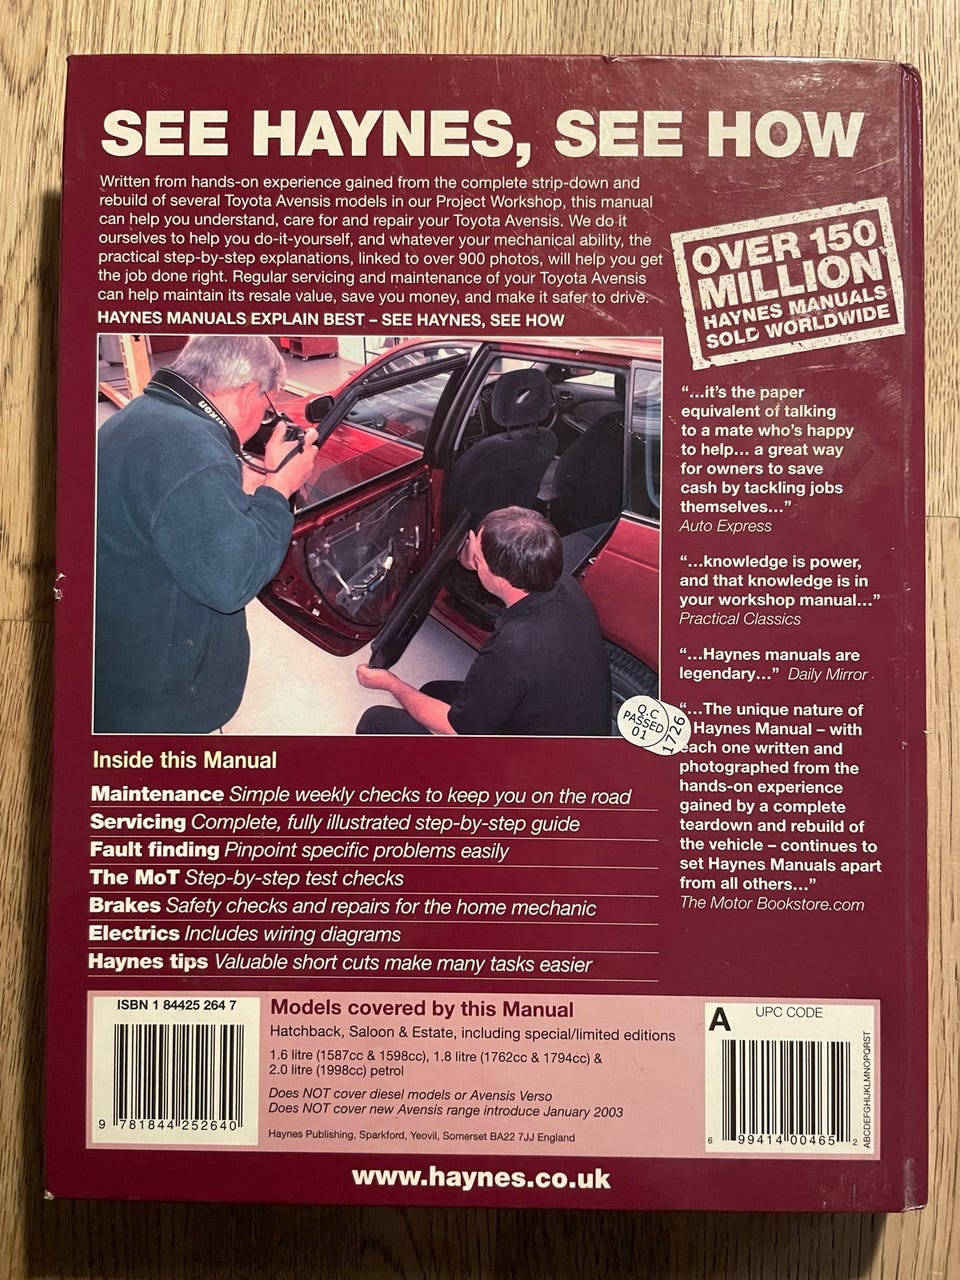 SEE HAYNES, SEE HOW
Written from hands-on experience gained from the complete strip-down and
rebuild of several Toyota Avensis models in our Project Workshop, this manual
can help you understand, care for and repair your Toyota Avensis. We do it
ourselves to help you do-it-yourself, and whatever your mechanical ability, the
practical step-by-step explanations, linked to over 900 photos, will help you get
the job done right. Regular servicing and maintenance of your Toyota Avensis
can help maintain its resale value, save you money, and make it safer to drive.
HAYNES MANUALS EXPLAIN BEST – SEE HAYNES, SEE HOW
OVER 150
MILLION
HAYNES MANUALS
SOLD WORLDWIDE
Nikon
“...it’s the paper
equivalent of talking
to a mate who’s happy
to help... a great way
for owners to save
cash by tackling jobs
themselves...”
Auto Express
“...knowledge is power,
and that knowledge is in
your workshop manual...”
Practical Classics
“...Haynes manuals are
legendary...” Daily Mirror
“...The unique nature of
Haynes Manual – with
each one written and
photographed from the
hands-on experience
gained by a complete
teardown and rebuild of
the vehicle – continues to
set Haynes Manuals apart
from all others...”
The Motor Bookstore.com
Q.C
PASSED
01
1726
Inside this Manual
Maintenance Simple weekly checks to keep you on the road
Servicing Complete, fully illustrated step-by-step guide
Fault finding Pinpoint specific problems easily
The MoT Step-by-step test checks
Brakes Safety checks and repairs for the home mechanic
Electrics Includes wiring diagrams
Haynes tips Valuable short cuts make many tasks easier
ISBN 1 84425 264 7
9 781844 252640
Models covered by this Manual
Hatchback, Saloon & Estate, including special/limited editions
1.6 litre (1587cc & 1598cc), 1.8 litre (1762cc & 1794cc) &
2.0 litre (1998cc) petrol
Does NOT cover diesel models or Avensis Verso
Does NOT cover new Avensis range introduce January 2003
Haynes Publishing, Sparkford, Yeovil, Somerset BA22 7JJ England
A UPC CODE
6 99414 00465 2
ABCDEFGHIJKLMNOPQRST
www.haynes.co.uk